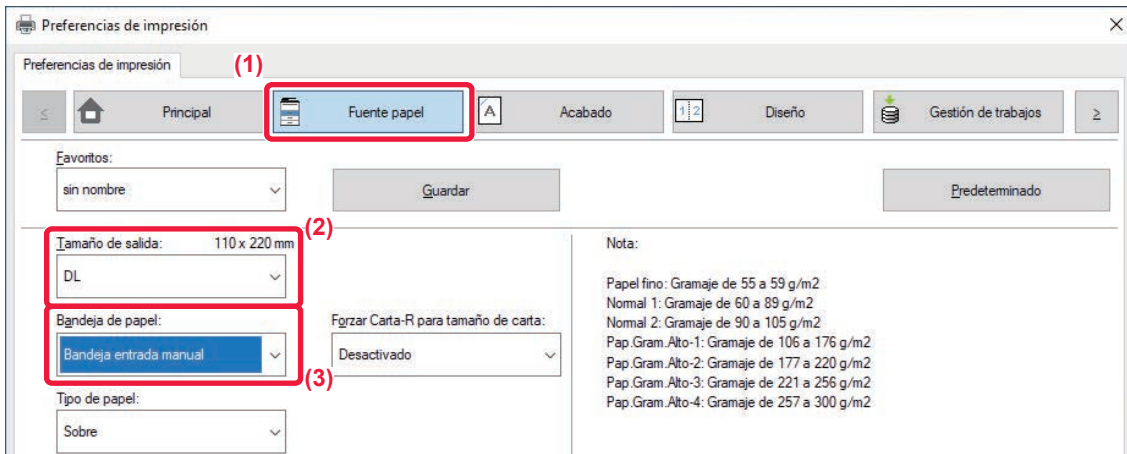 Preferencias de impresión
Preferencias de impresión
(1)
≤
Principal
Fuente papel
A
Acabado
1 2
Diseño
Gestión de trabajos
≥
Favoritos:
sin nombre
Guardar
Predeterminado
(2)
Tamaño de salida: 110 x 220 mm
DL
Bandeja de papel:
Bandeja entrada manual
(3)
Forzar Carta-R para tamaño de carta:
Desactivado
Tipo de papel:
Sobre
Nota:
Papel fino: Gramaje de 55 a 59 g/m2
Normal 1: Gramaje de 60 a 89 g/m2
Normal 2: Gramaje de 90 a 105 g/m2
Pap.Gram.Alto-1: Gramaje de 106 a 176 g/m2
Pap.Gram.Alto-2: Gramaje de 177 a 220 g/m2
Pap.Gram.Alto-3: Gramaje de 221 a 256 g/m2
Pap.Gram.Alto-4: Gramaje de 257 a 300 g/m2